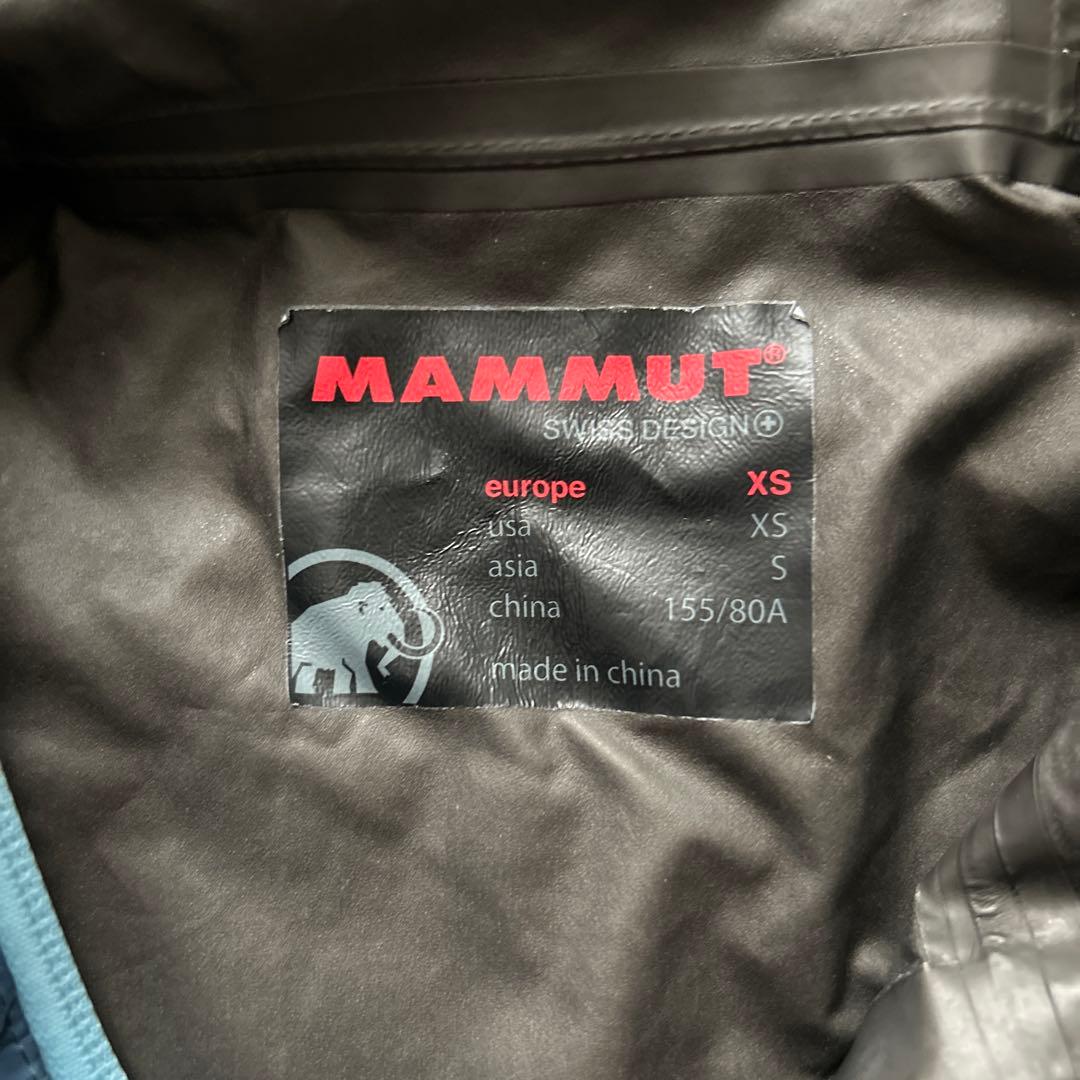 MAMMUT®
SWISS DESIGN
europe XS
usa XS
asia S
china 155/80A
made in china